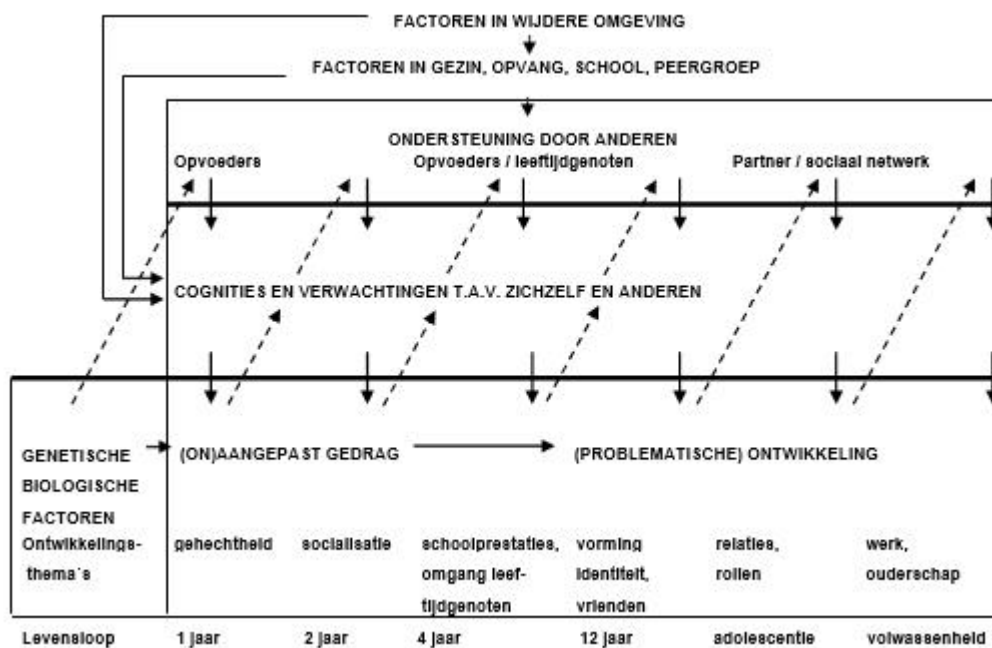 FACTOREN IN WIJDERE OMGEVING
FACTOREN IN GEZIN, OPVANG, SCHOOL, PEERGROEP
ONDERSTEUNING DOOR ANDEREN
Opvoeders Opvoeders / leeftijdgenoten Partner / sociaal netwerk
COGNITIES EN VERWACHTINGEN T.A.V. ZICHZELF EN ANDEREN
GENETISCHE (ON)AANGEPAST GEDRAG (PROBLEMATISCHE) ONTWIKKELING
BIOLOGISCHE
FACTOREN
Ontwikkelings- gehechtheid socialisatie schoolprestaties, vorming relaties, werk,
thema's omgang leef- identiteit, rollen ouderschap
tijdgenoten vrienden
Levensloop 1 jaar 2 jaar 4 jaar 12 jaar adolescentie volwassenheid